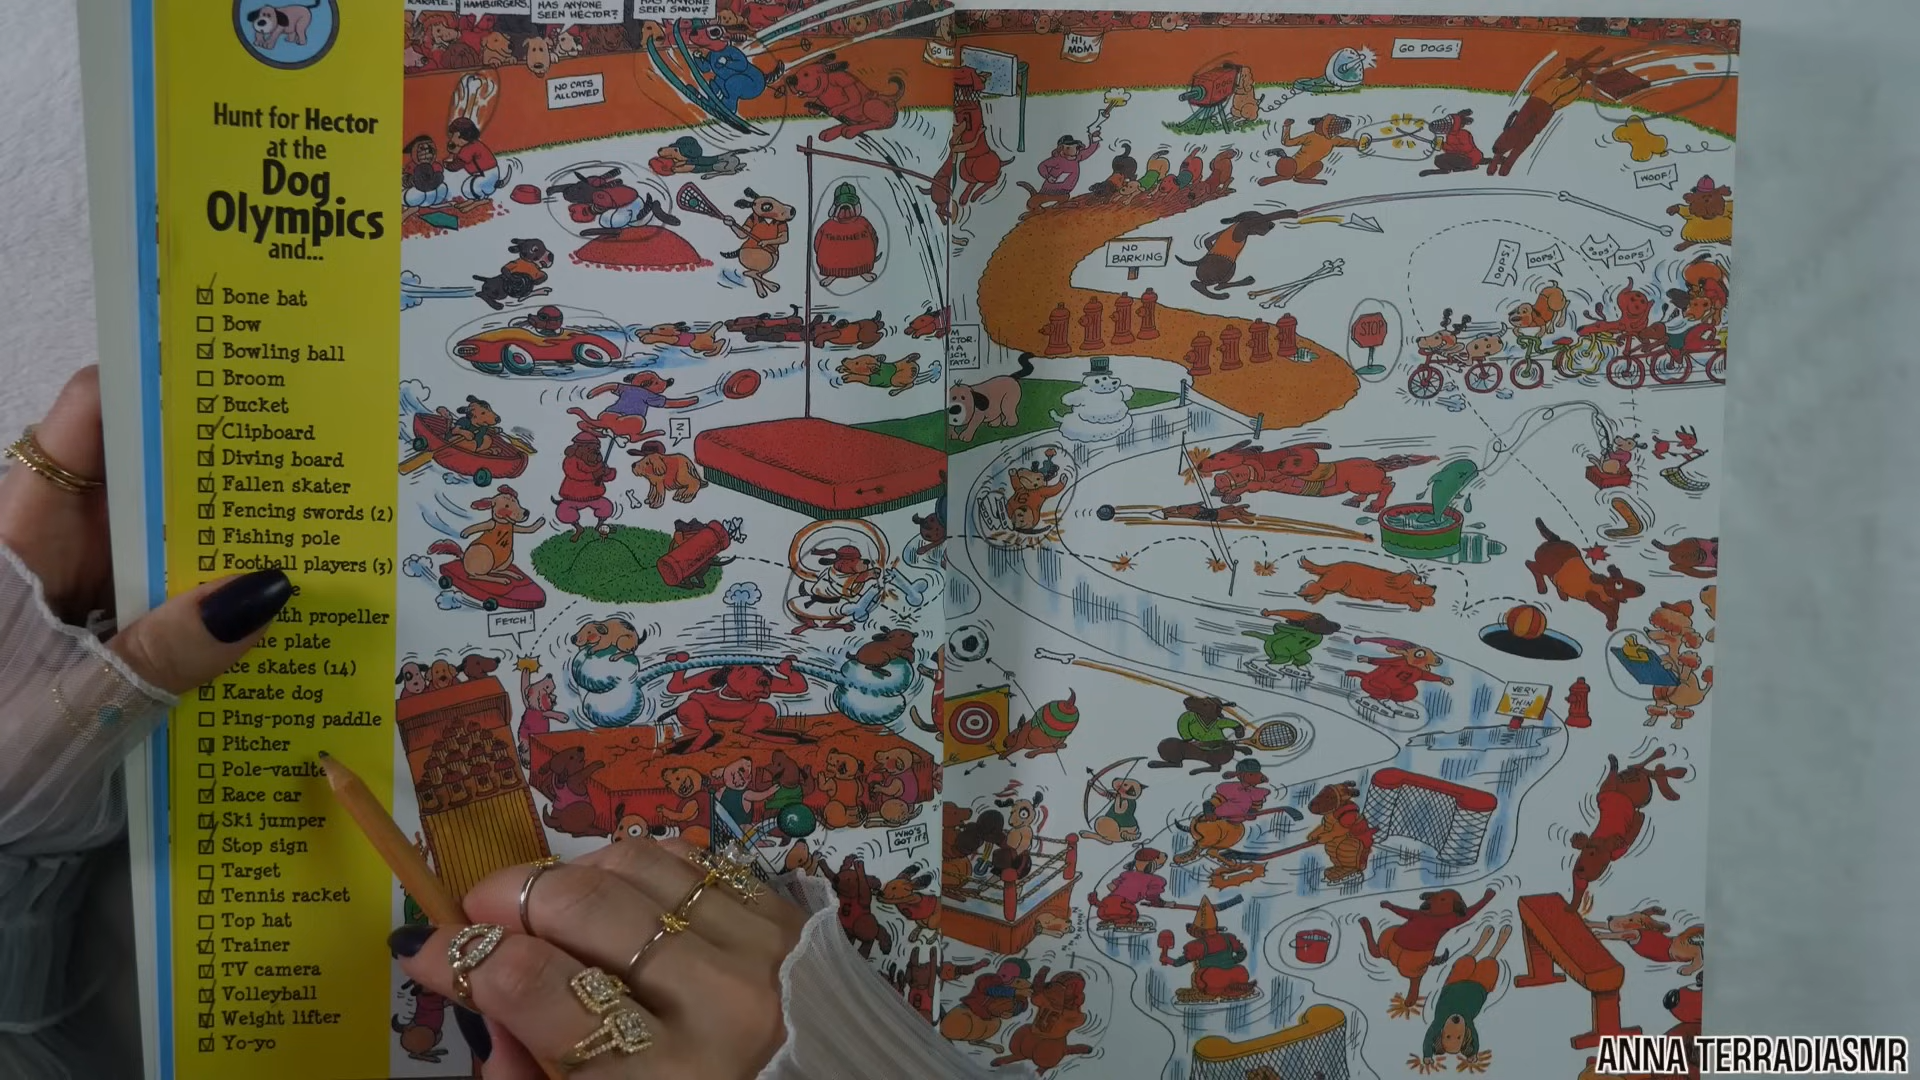 HAMBURGERS.
HAS ANYONE
SEEN HECTOR?
HAS ANYONE
SEEN SNOW?
NO CATS
ALLOWED
HI,
MOM
GO DOGS!
Hunt for Hector
at the
Dog
Olympics
and...
Bone bat
Bow
Bowling ball
Broom
Bucket
Clipboard
Diving board
Fallen skater
Fencing swords (2)
Fishing pole
Football players (3)
propeller
plate
skates (14)
Karate dog
Ping-pong paddle
Pitcher
Race car
Ski jumper
Stop sign
Target
Tennis racket
Top hat
Trainer
TV camera
Volleyball
Weight lifter
Yo-yo
TRAINER
NO
BARKING
WOOF!
OOPS!
OOPS!
OOPS!
OOPS!
STOP
Z
FETCH!
VERY
THIN
ICE
WHO'S
GOT IT?
ANNA TERRADIASMR